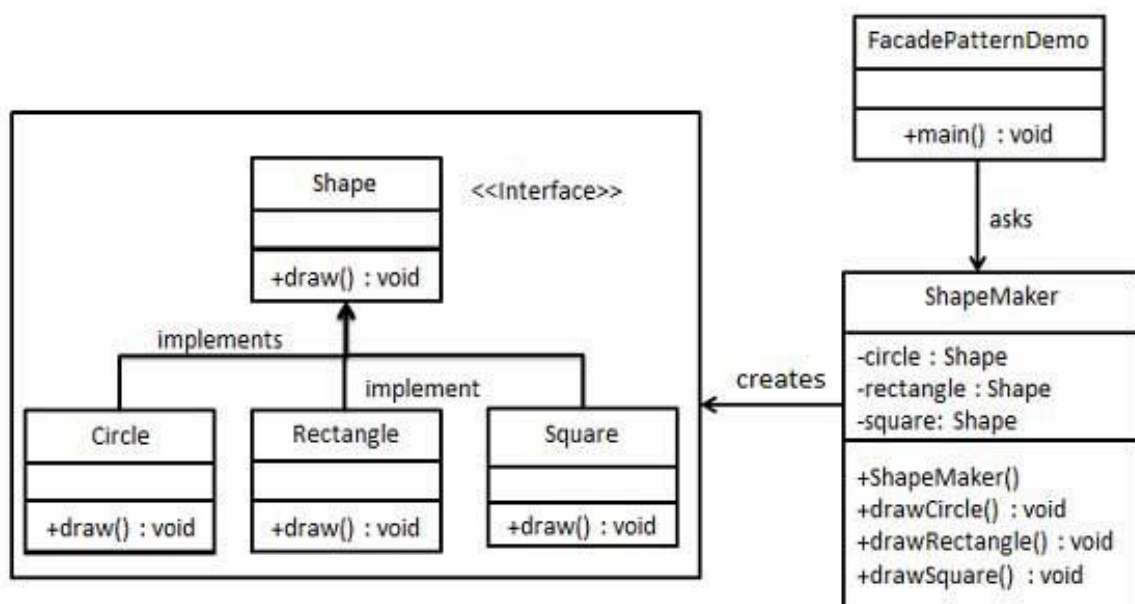 FacadePatternDemo
+main() : void
asks
Shape
<<Interface>>
+draw() : void
implements
implement
Circle
+draw() : void
Rectangle
+draw() : void
Square
+draw() : void
creates
ShapeMaker
-circle : Shape
-rectangle : Shape
-square: Shape
+ShapeMaker()
+drawCircle() : void
+drawRectangle() : void
+drawSquare() : void